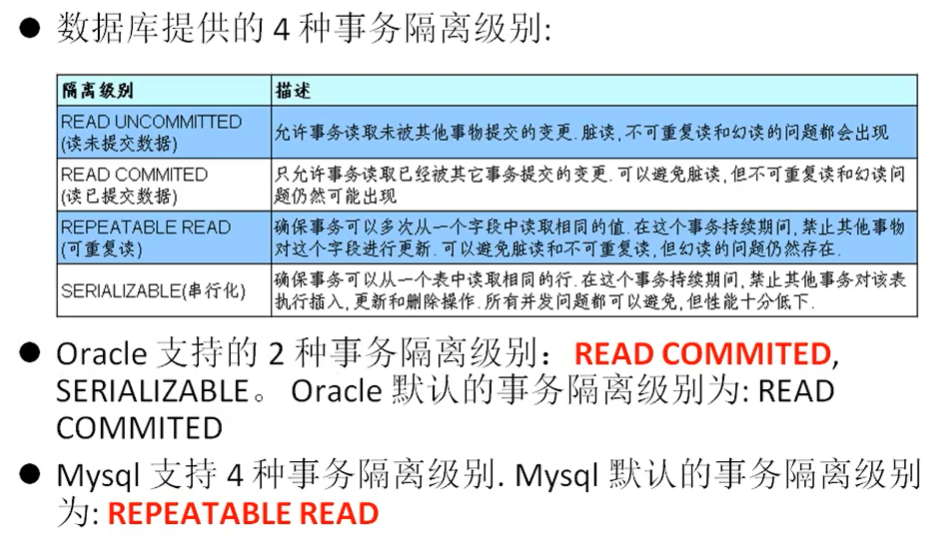 ● 数据库提供的 4 种事务隔离级别:
隔离级别 描述
READ UNCOMMITTED
(读未提交数据)
允许事务读取未被其他事物提交的变更.脏读,不可重复读和幻读的问题都会出现
READ COMMITED
(读已提交数据)
只允许事务读取已经被其它事务提交的变更.可以避免脏读,但不可重复读和幻读问
题仍然可能出现
REPEATABLE READ
(可重复读)
确保事务可以多次从一个字段中读取相同的值.在这个事务持续期间,禁止其他事物
对这个字段进行更新.可以避免脏读和不可重复读,但幻读的问题仍然存在.
SERIALIZABLE(串行化)
确保事务可以从一个表中读取相同的行.在这个事务持续期间,禁止其他事务对该表
执行插入,更新和删除操作.所有并发问题都可以避免,但性能十分低下.
● Oracle 支持的 2 种事务隔离级别：READ COMMITED,
SERIALIZABLE。 Oracle 默认的事务隔离级别为: READ
COMMITED
● Mysql 支持 4 种事务隔离级别. Mysql 默认的事务隔离级别
为: REPEATABLE READ